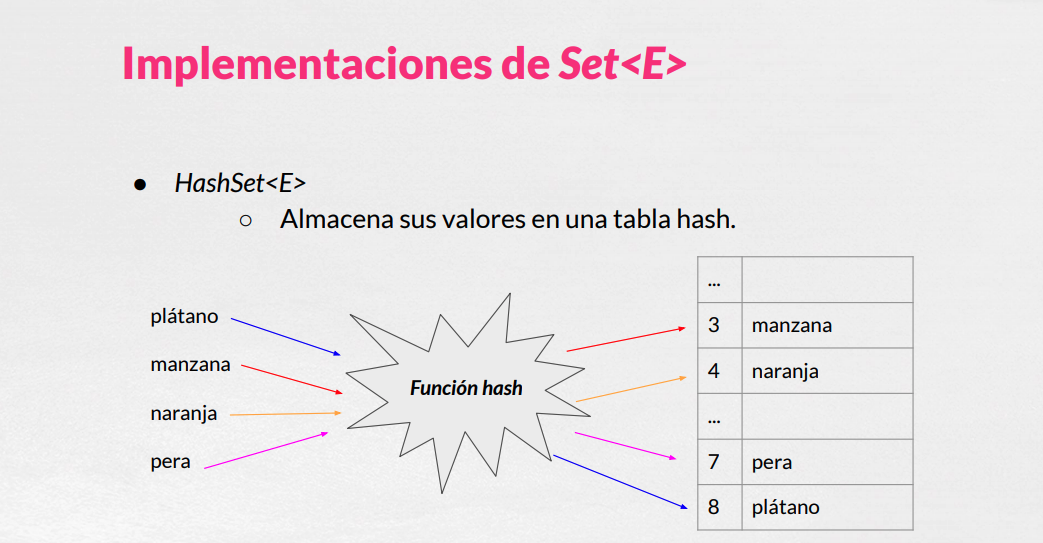 Implementaciones de Set<E>
● HashSet<E>
○ Almacena sus valores en una tabla hash.
plátano
manzana
naranja
pera
Función hash
...
3 manzana
4 naranja
...
7 pera
8 plátano